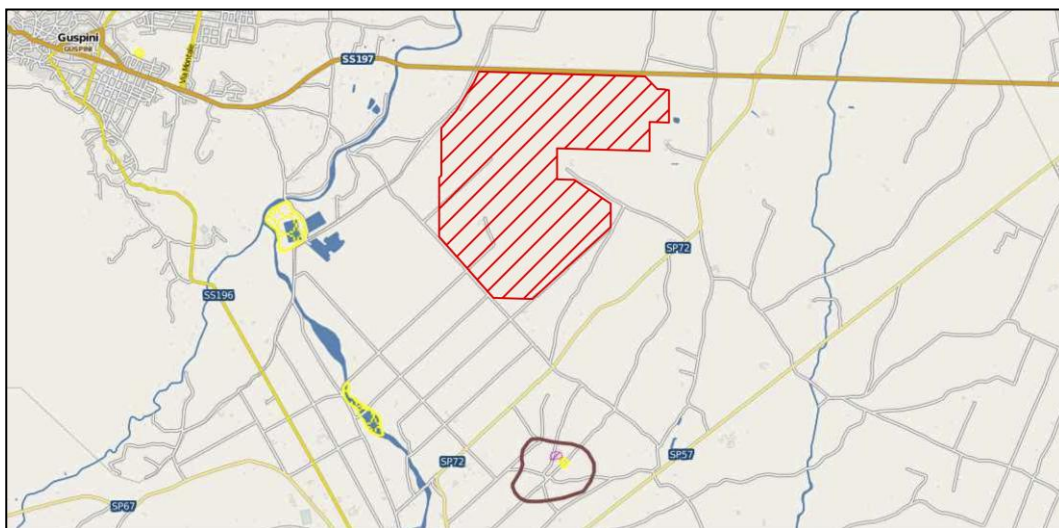 Guspini
GUSPINI
Via Montale
SS197
SP72
SS196
SP72
SP57
SP67